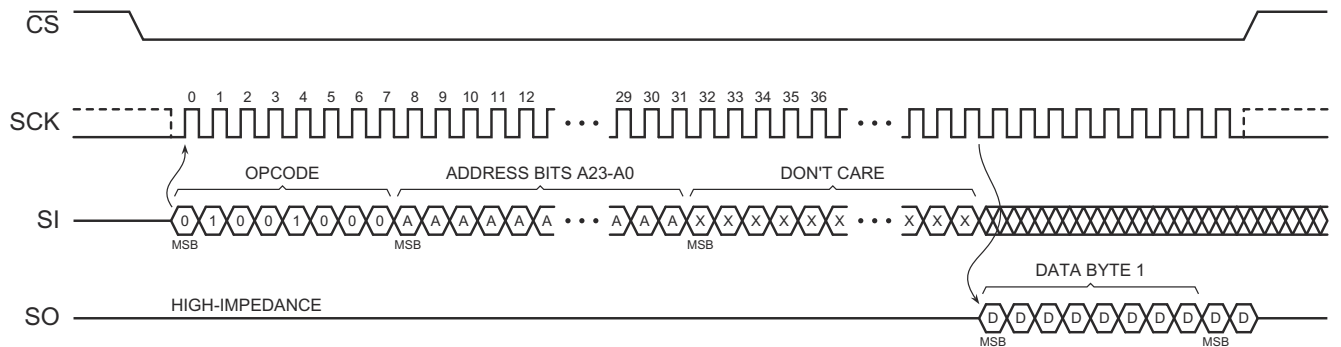 CS
0 1 2 3 4 5 6 7 8 9 10 11 12 29 30 31 32 33 34 35 36
SCK
OPCODE ADDRESS BITS A23-A0 DON'T CARE
SI 0 1 0 0 1 0 0 0 A A A A A A A A A X X X X X X X X X
MSB MSB MSB
DATA BYTE 1
HIGH-IMPEDANCE
SO D D D D D D D D D D
MSB MSB